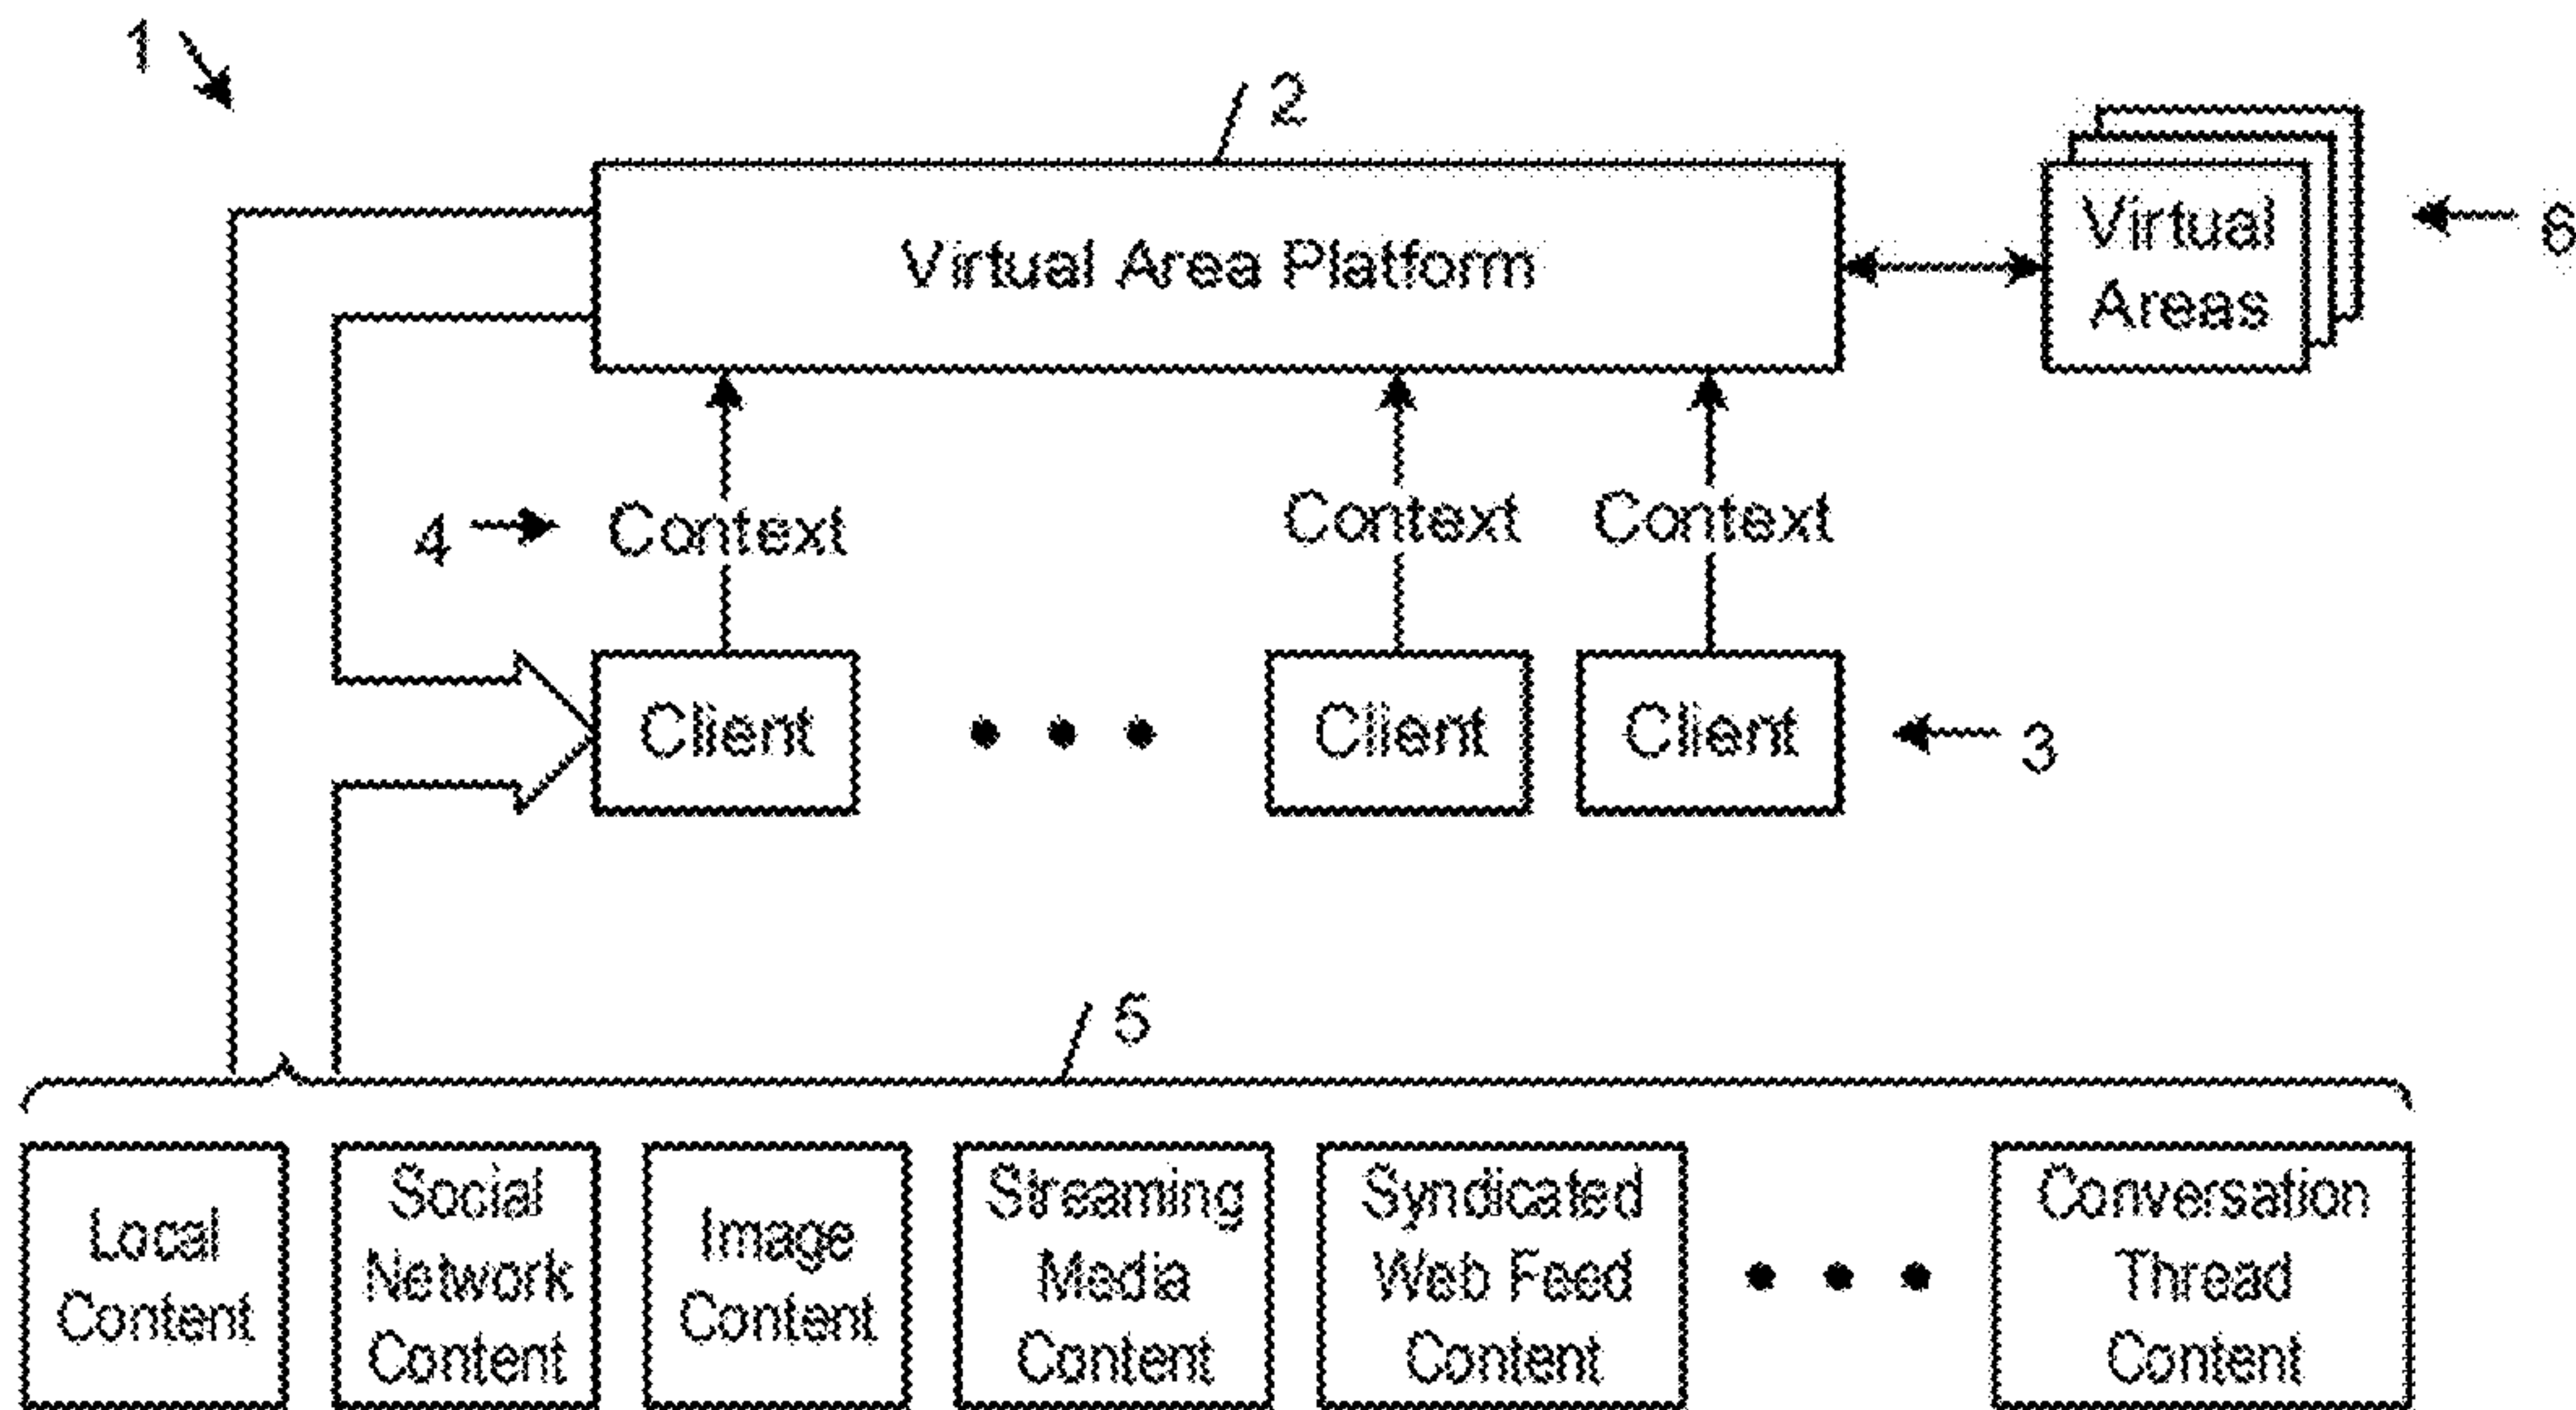 1
2
Virtual Area Platform
Virtual
Areas
6
4
Context
Context
Context
Client
Client
Client
3
5
Local
Content
Social
Network
Content
Image
Content
Streaming
Media
Content
Syndicated
Web Feed
Content
Conversation
Thread
Content